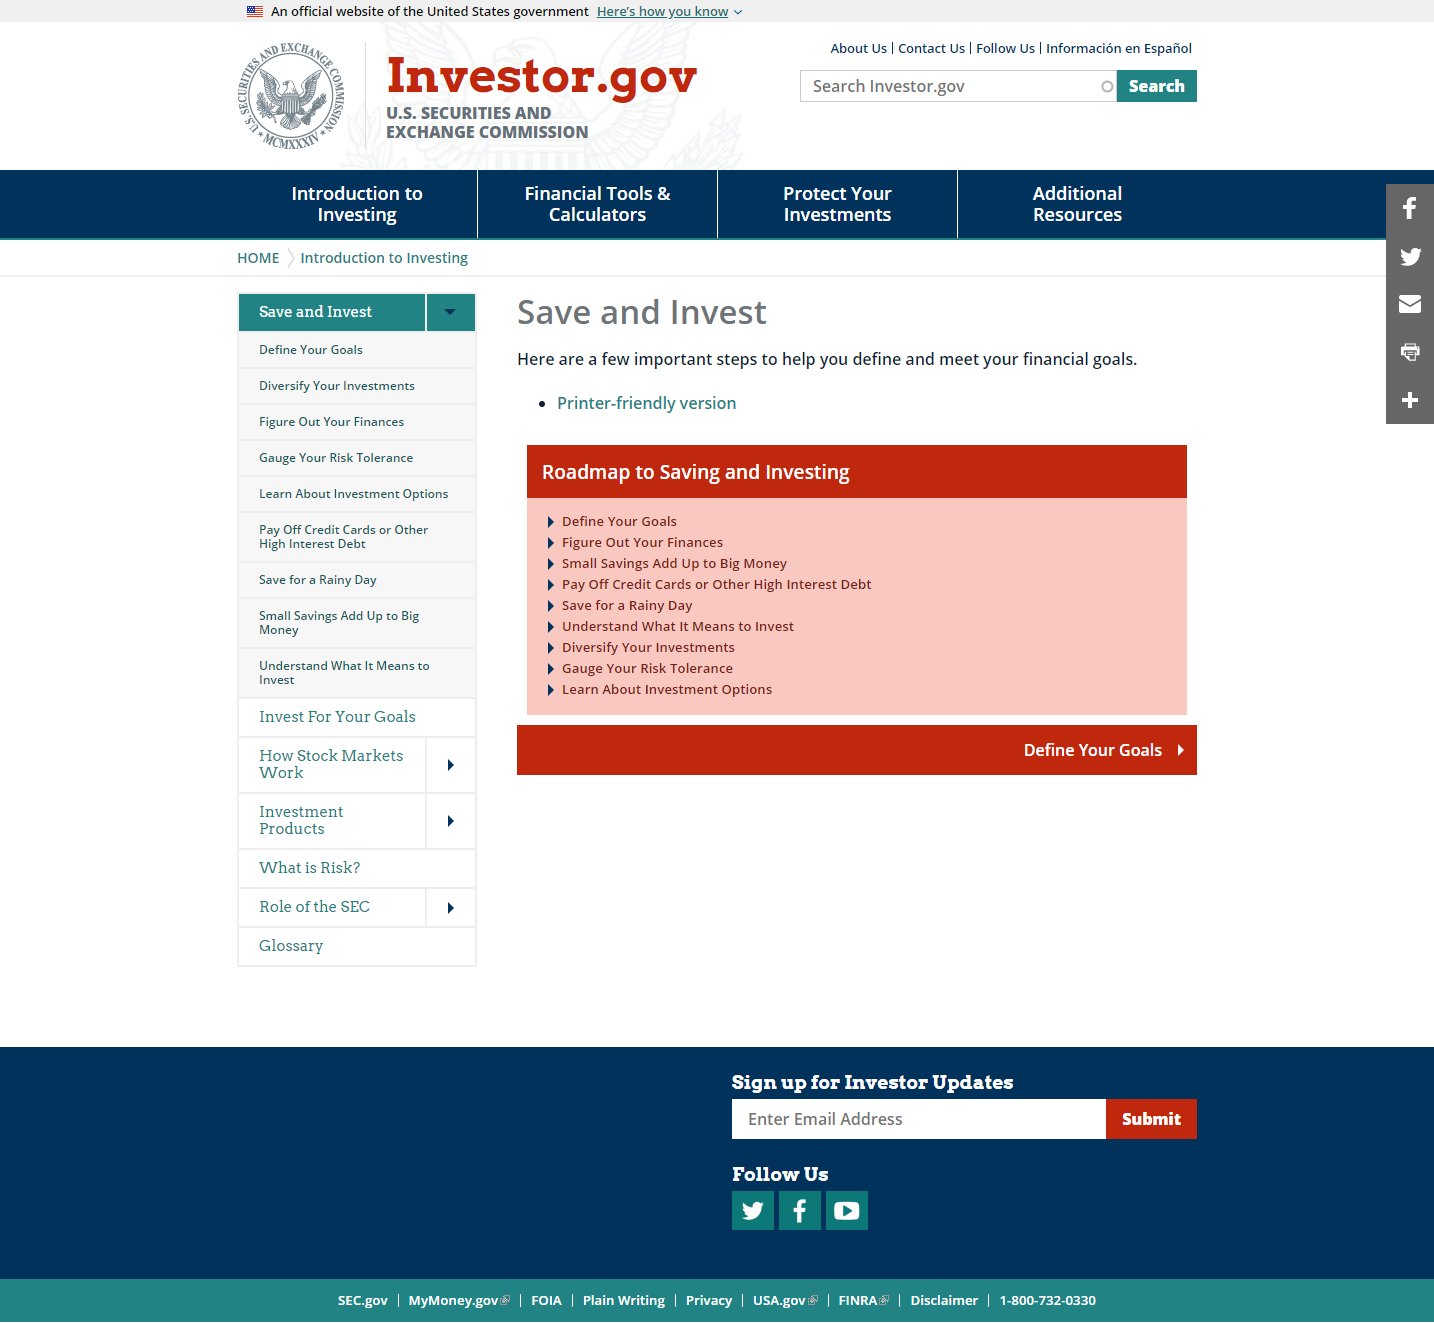 An official website of the United States government Here's how you know
SECURITIES AND EXCHANGE COMMISSION
MCMXXXIV
Investor.gov
U.S. SECURITIES AND
EXCHANGE COMMISSION
About Us | Contact Us | Follow Us | Información en Español
Search Investor.gov
Search
Introduction to
Investing
Financial Tools &
Calculators
Protect Your
Investments
Additional
Resources
HOME Introduction to Investing
Save and Invest
Define Your Goals
Diversify Your Investments
Figure Out Your Finances
Gauge Your Risk Tolerance
Learn About Investment Options
Pay Off Credit Cards or Other
High Interest Debt
Save for a Rainy Day
Small Savings Add Up to Big
Money
Understand What It Means to
Invest
Invest For Your Goals
How Stock Markets
Work
Investment
Products
What is Risk?
Role of the SEC
Glossary
Save and Invest
Here are a few important steps to help you define and meet your financial goals.
Printer-friendly version
Roadmap to Saving and Investing
Define Your Goals
Figure Out Your Finances
Small Savings Add Up to Big Money
Pay Off Credit Cards or Other High Interest Debt
Save for a Rainy Day
Understand What It Means to Invest
Diversify Your Investments
Gauge Your Risk Tolerance
Learn About Investment Options
Define Your Goals
Sign up for Investor Updates
Enter Email Address
Submit
Follow Us
SEC.gov | MyMoney.gov | FOIA | Plain Writing | Privacy | USA.gov | FINRA | Disclaimer | 1-800-732-0330